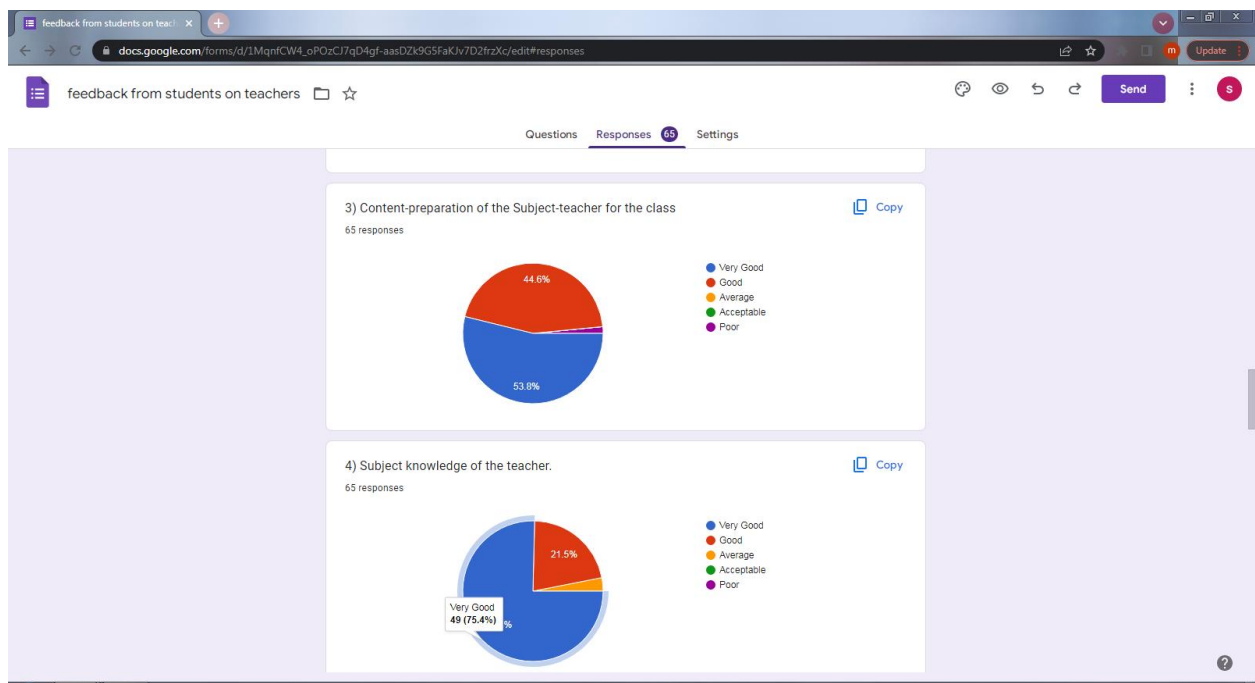 feedback from students on teach
docs.google.com/forms/d/1MqnfCW4_oPOzCJ7qD4gf-aasDZk9G5FaKJv7D2frzXc/edit#responses
m
Update
feedback from students on teachers
Send
S
Questions Responses 65 Settings
3) Content-preparation of the Subject-teacher for the class
Copy
65 responses
44.6%
53.8%
Very Good
Good
Average
Acceptable
Poor
4) Subject knowledge of the teacher.
Copy
65 responses
21.5%
Very Good
49 (75.4%)
%
Very Good
Good
Average
Acceptable
Poor